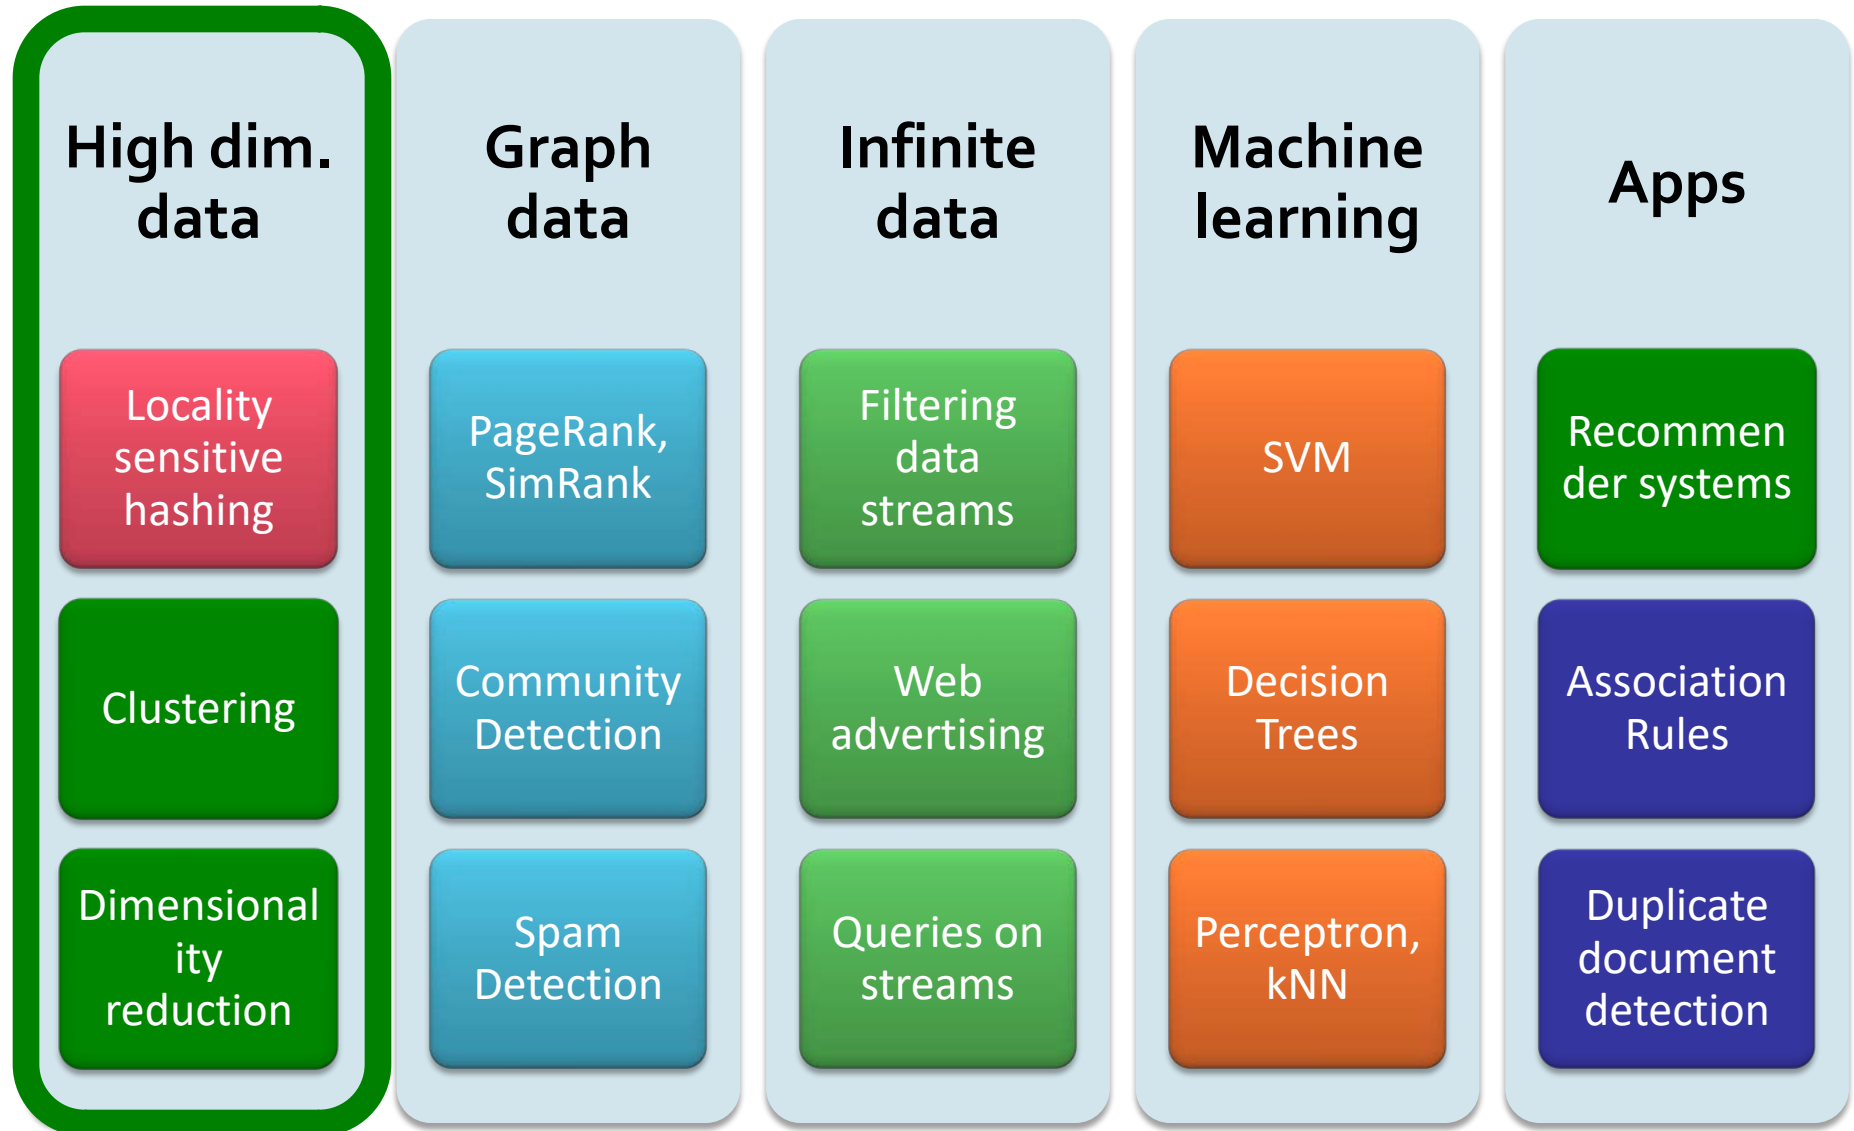 High dim.
data
Locality
sensitive
hashing
Clustering
Dimensional
ity
reduction
Graph
data
PageRank,
SimRank
Community
Detection
Spam
Detection
Infinite
data
Filtering
data
streams
Web
advertising
Queries on
streams
Machine
learning
SVM
Decision
Trees
Perceptron,
kNN
Apps
Recommen
der systems
Association
Rules
Duplicate
document
detection